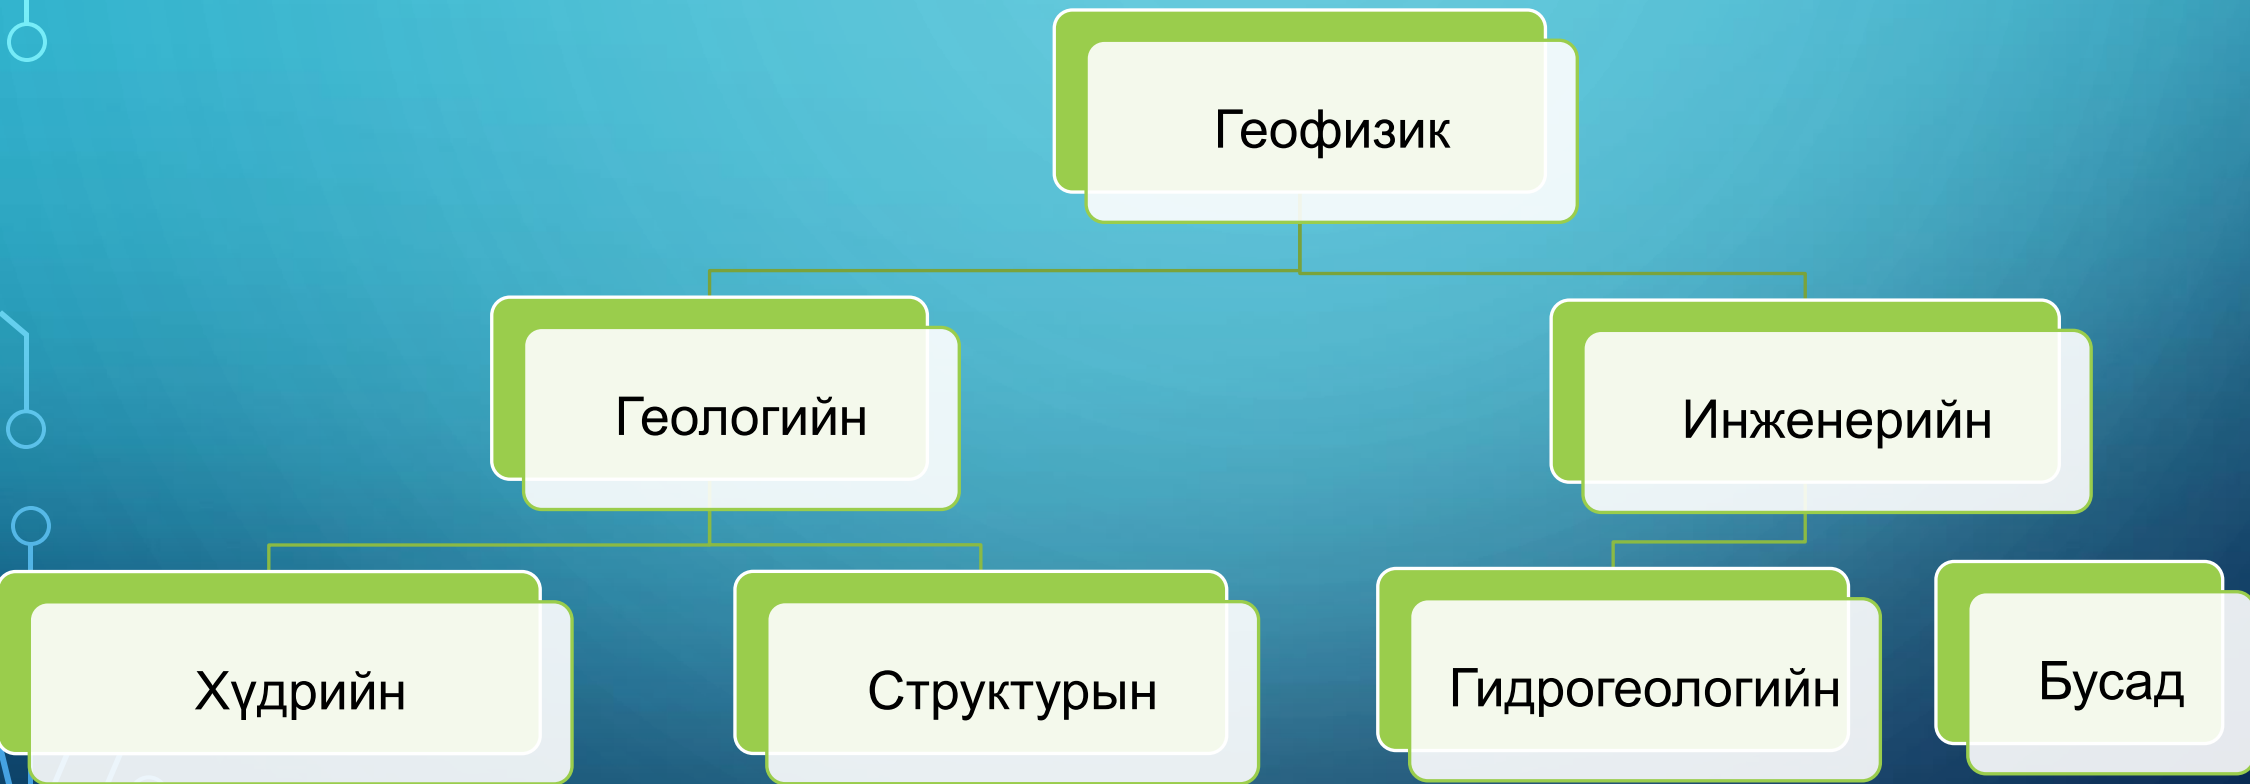 Геофизик
Геологийн
Инженерийн
Хүдрийн
Структурын
Гидрогеологийн
Бусад